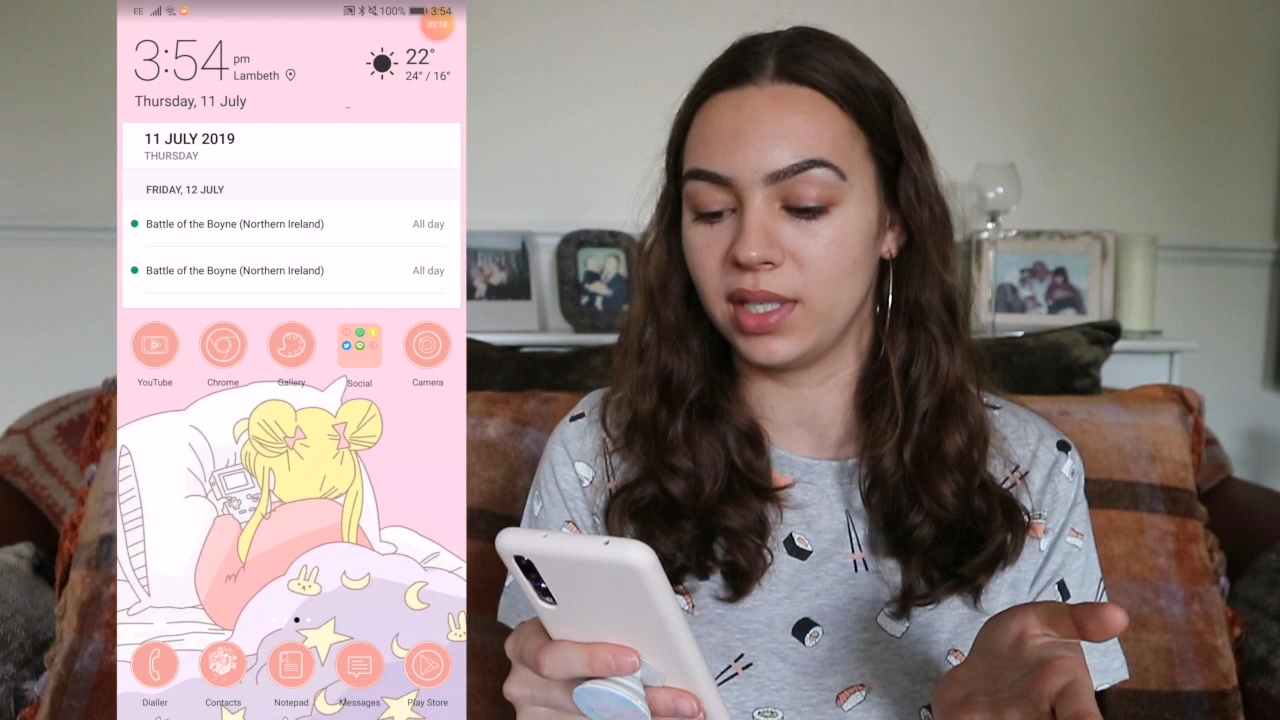 EE 100% 3:54
03:16
3:54 pm
Lambeth
22°
24° / 16°
Thursday, 11 July
11 JULY 2019
THURSDAY
FRIDAY, 12 JULY
Battle of the Boyne (Northern Ireland) All day
Battle of the Boyne (Northern Ireland) All day
YouTube Chrome Gallery Social Camera
Dialler Contacts Notepad Messages Play Store